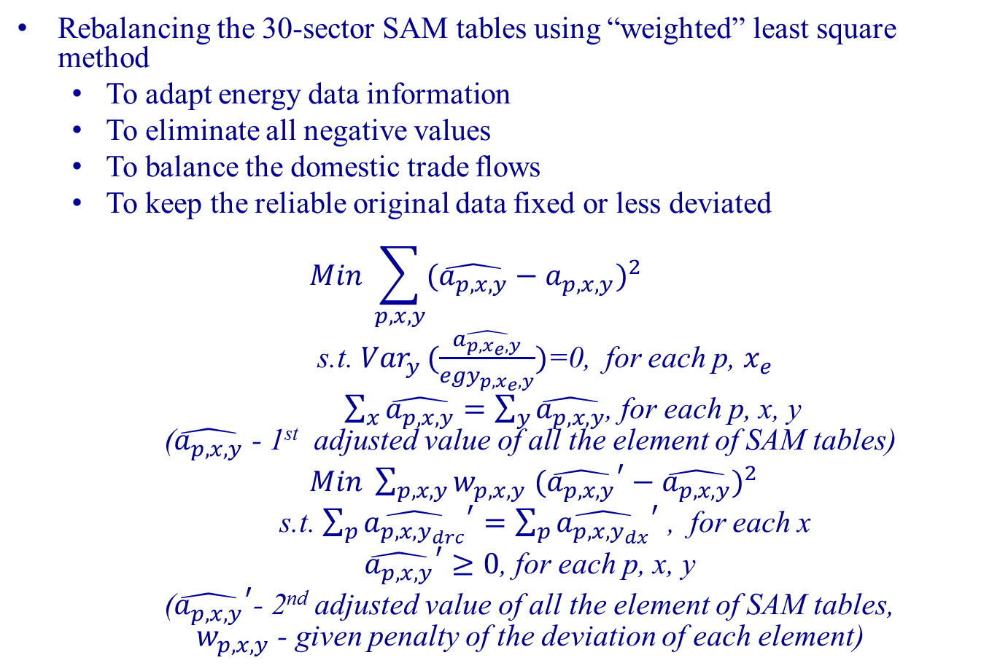 • Rebalancing the 30-sector SAM tables using “weighted” least square
method
• To adapt energy data information
• To eliminate all negative values
• To balance the domestic trade flows
• To keep the reliable original data fixed or less deviated
$Min \sum_{p,x,y} (\widehat{a_{p,x,y}} - a_{p,x,y})^2$
$s.t. Var_y (\frac{\widehat{a_{p,x_e,y}}}{egy_{p,x_e,y}})=0, for each p, x_e$
$\sum_x \widehat{a_{p,x,y}} = \sum_y \widehat{a_{p,x,y}}, for each p, x, y$
$(\widehat{a_{p,x,y}}$ - 1$^{st}$ adjusted value of all the element of SAM tables)
$Min \sum_{p,x,y} w_{p,x,y} (\widehat{a_{p,x,y}}' - \widehat{a_{p,x,y}})^2$
$s.t. \sum_p \widehat{a_{p,x,y_{drc}}}' = \sum_p \widehat{a_{p,x,y_{dx}}}' , for each x$
$\widehat{a_{p,x,y}}' \geq 0, for each p, x, y$
$(\widehat{a_{p,x,y}}'$- 2$^{nd}$ adjusted value of all the element of SAM tables,
$w_{p,x,y}$ - given penalty of the deviation of each element)